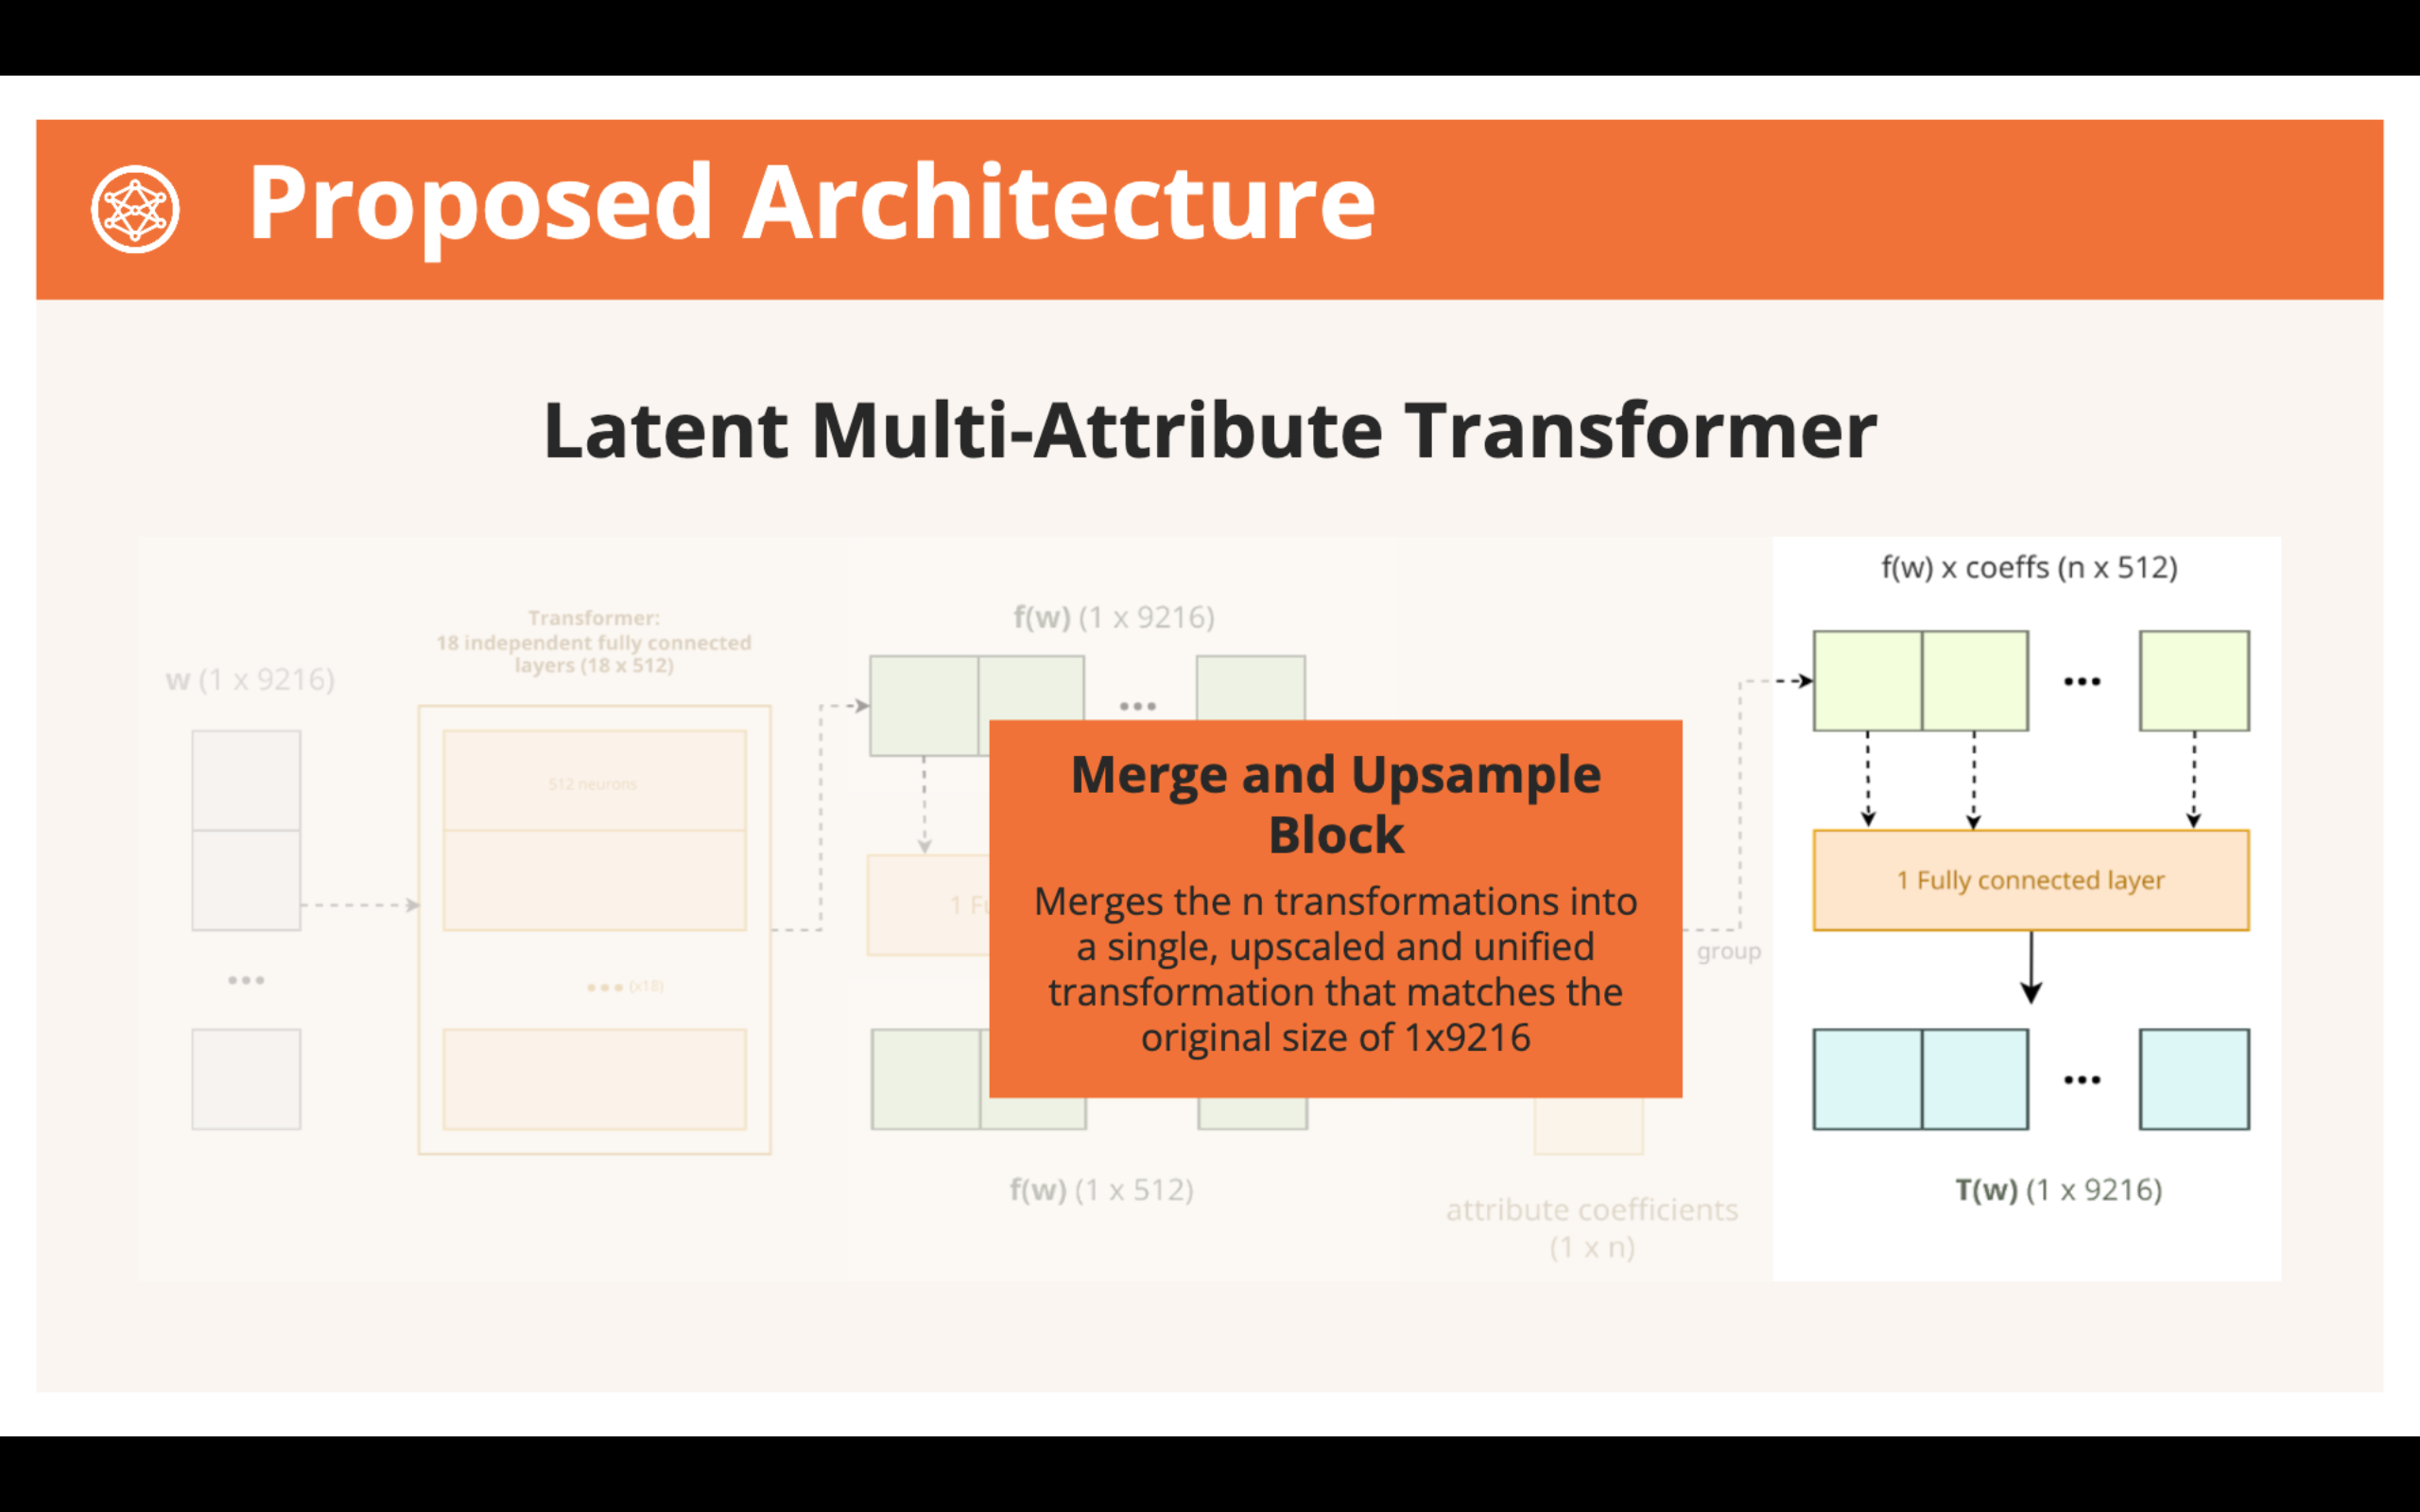 Proposed Architecture
Latent Multi-Attribute Transformer
w (1 x 9216)
Transformer:
18 independent fully connected
layers (18 x 512)
512 neurons
(x18)
f(w) (1 x 9216)
f(w) (1 x 512)
Merge and Upsample
Block
Merges the n transformations into
a single, upscaled and unified
transformation that matches the
original size of 1x9216
attribute coefficients
(1 x n)
group
f(w) x coeffs (n x 512)
1 Fully connected layer
T(w) (1 x 9216)